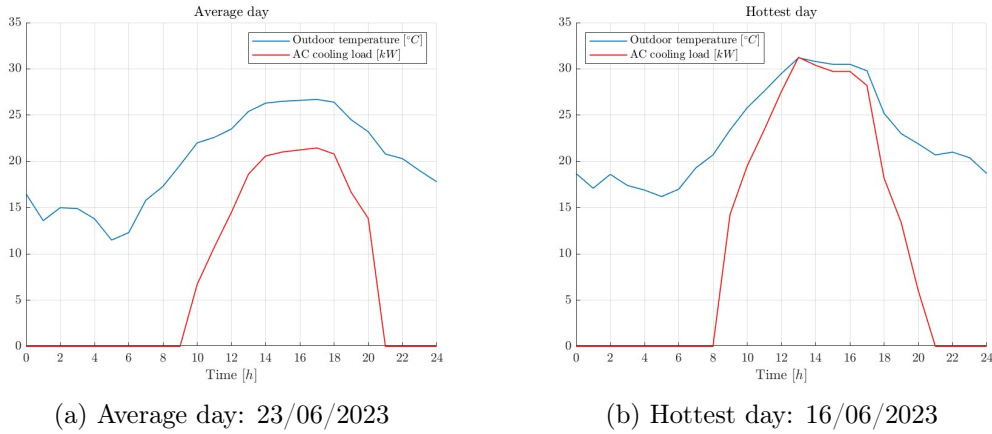 Average day
35
30
25
20
15
10
5
0
Outdoor temperature [°C]
AC cooling load [kW]
0 2 4 6 8 10 12 14 16 18 20 22 24
Time [h]
(a) Average day: 23/06/2023
Hottest day
35
30
25
20
15
10
5
0
Outdoor temperature [°C]
AC cooling load [kW]
0 2 4 6 8 10 12 14 16 18 20 22 24
Time [h]
(b) Hottest day: 16/06/2023